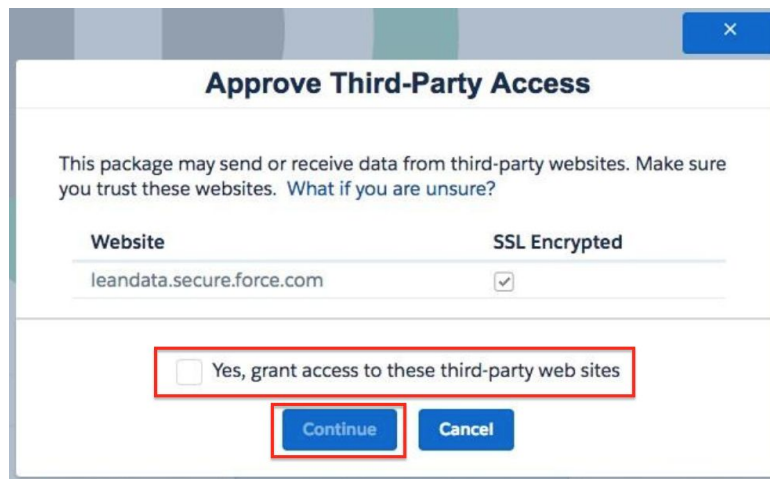 Approve Third-Party Access
This package may send or receive data from third-party websites. Make sure
you trust these websites. What if you are unsure?
Website SSL Encrypted
leandata.secure.force.com
Yes, grant access to these third-party web sites
Continue Cancel